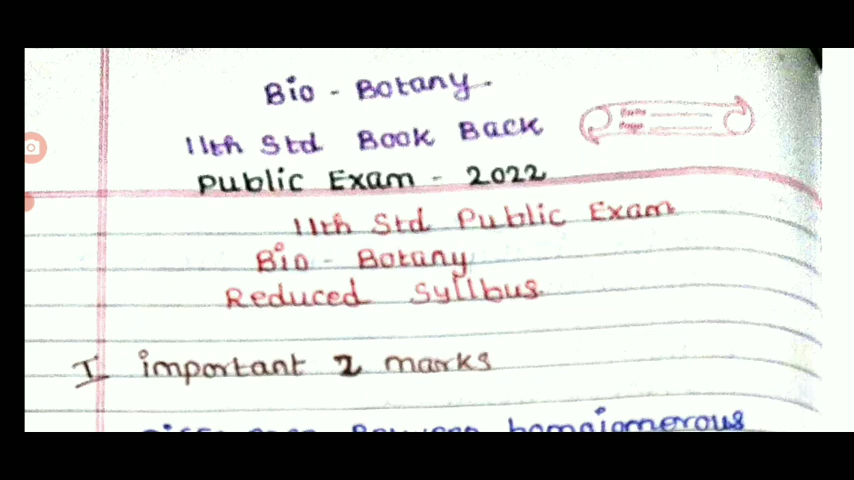 Bio - Botany.
11th Std Book Back
Public Exam - 2022
11th Std Public Exam
Bio - Botany
Reduced Syllbus
I important 2 marks
homoiomerous